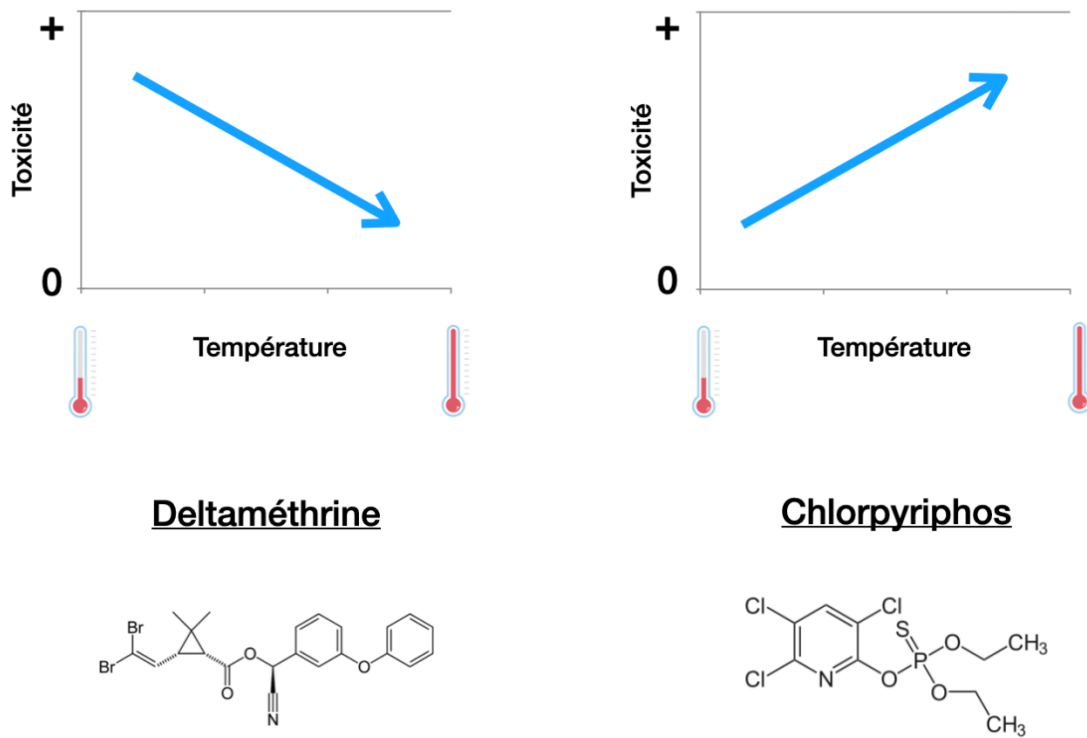 +
Toxicité
0
Température
+
Toxicité
0
Température
Deltaméthrine
Chlorpyriphos
Br
Br
O
O
N
O
Cl
Cl
Cl
N
S
O
P
O
O
CH3
CH3